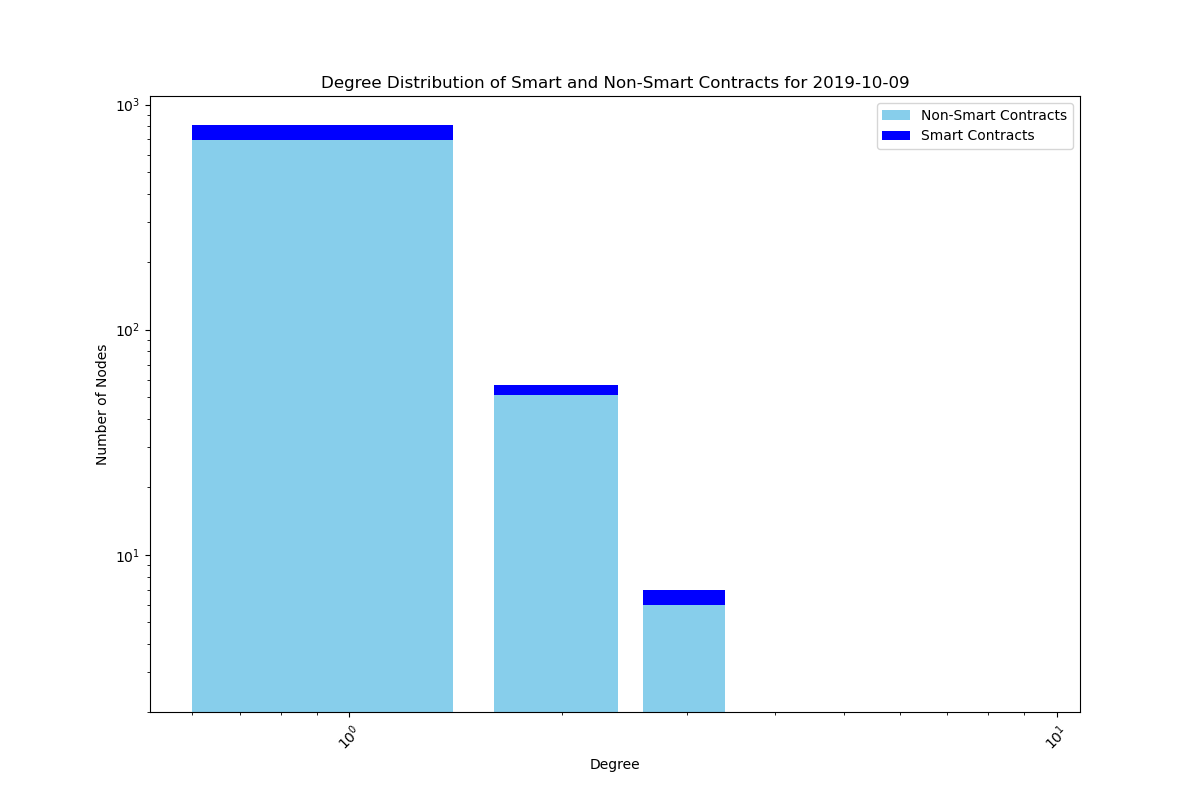 Degree Distribution of Smart and Non-Smart Contracts for 2019-10-09
Non-Smart Contracts
Smart Contracts
Number of Nodes
10³
10²
10¹
10⁰
10¹
Degree